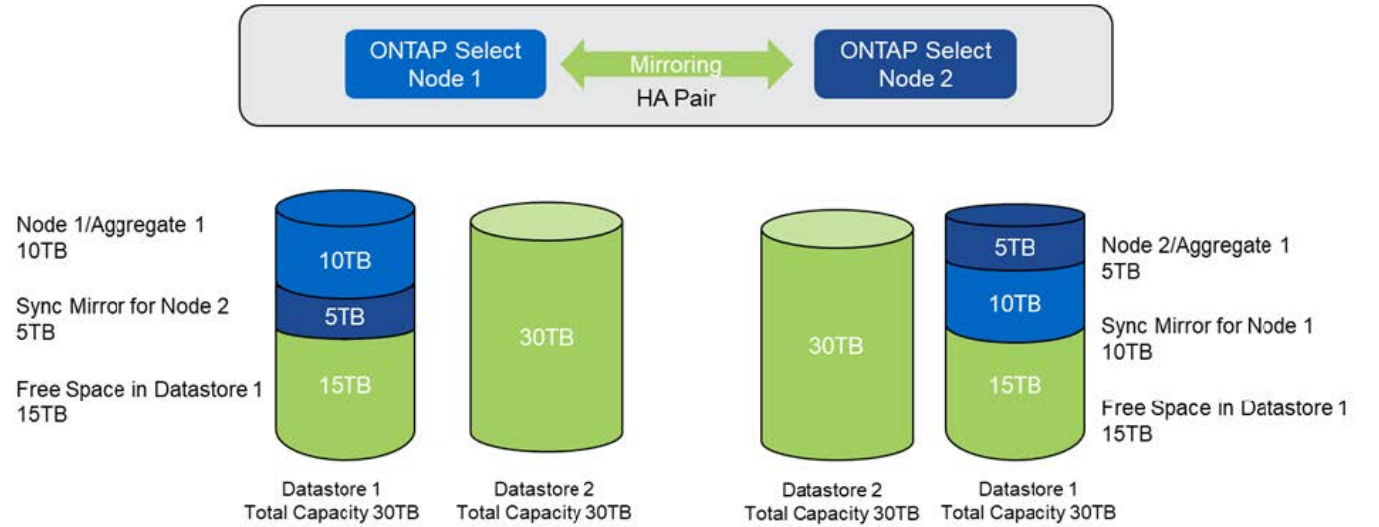 ONTAP Select
Node 1
Mirroring
HA Pair
ONTAP Select
Node 2
Node 1/Aggregate 1
10TB
Sync Mirror for Node 2
5TB
Free Space in Datastore 1
15TB
10TB
5TB
15TB
30TB
30TB
5TB
10TB
15TB
Node 2/Aggregate 1
5TB
Sync Mirror for Node 1
10TB
Free Space in Datastore 1
15TB
Datastore 1
Total Capacity 30TB
Datastore 2
Total Capacity 30TB
Datastore 2
Total Capacity 30TB
Datastore 1
Total Capacity 30TB